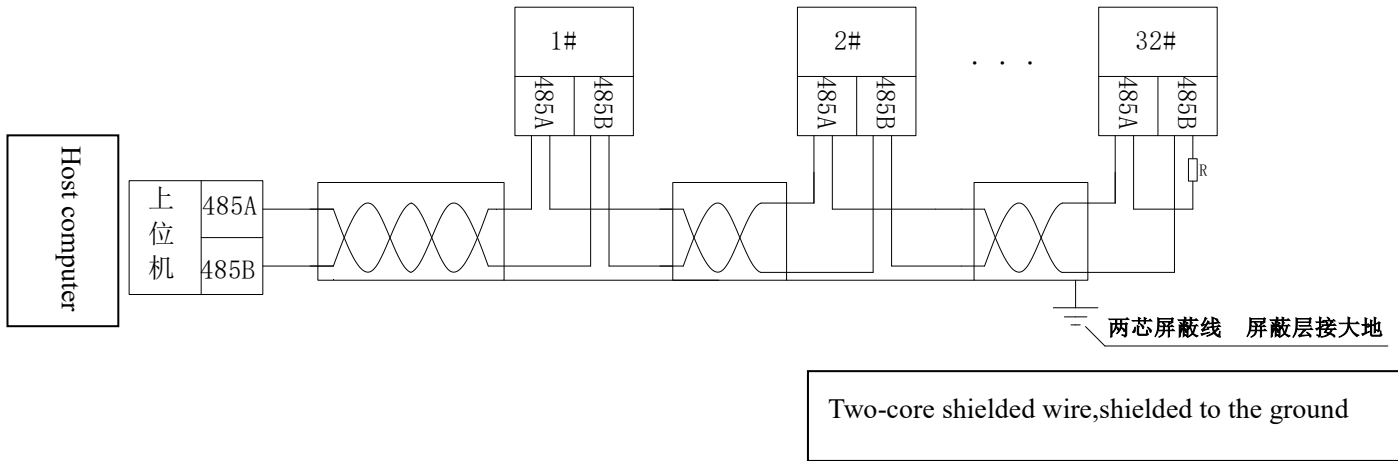 1#
2#
. . .
32#
485A
485B
485A
485B
485A
485B
R
Host computer
上位机
485A
485B
两芯屏蔽线 屏蔽层接大地
Two-core shielded wire,shielded to the ground